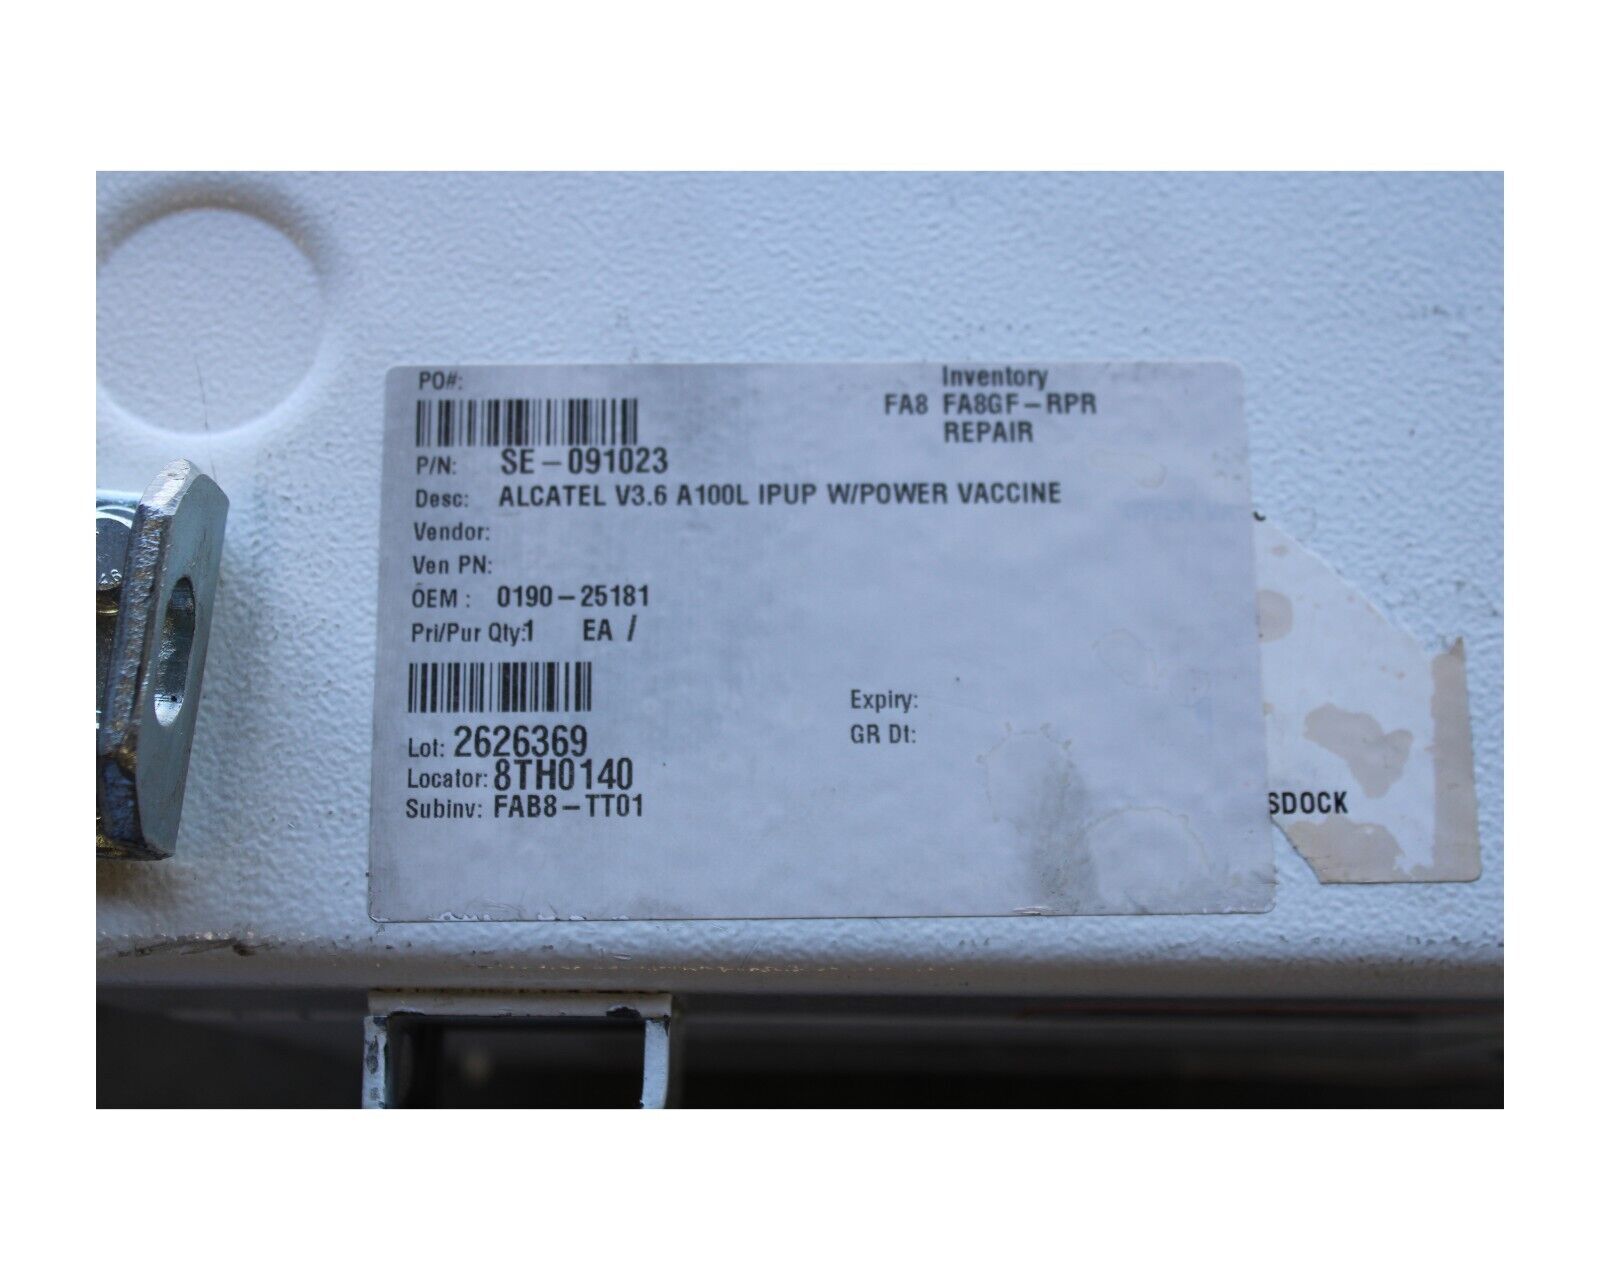 PO#:
Inventory
FA8 FA8GF-RPR
REPAIR
P/N: SE-091023
Desc: ALCATEL V3.6 A100L IPUP W/POWER VACCINE
Vendor:
Ven PN:
OEM: 0190-25181
Pri/Pur Qty:1 EA /
Expiry:
GR Dt:
Lot: 2626369
Locator: 8TH0140
Subinv: FAB8-TT01
SDOCK